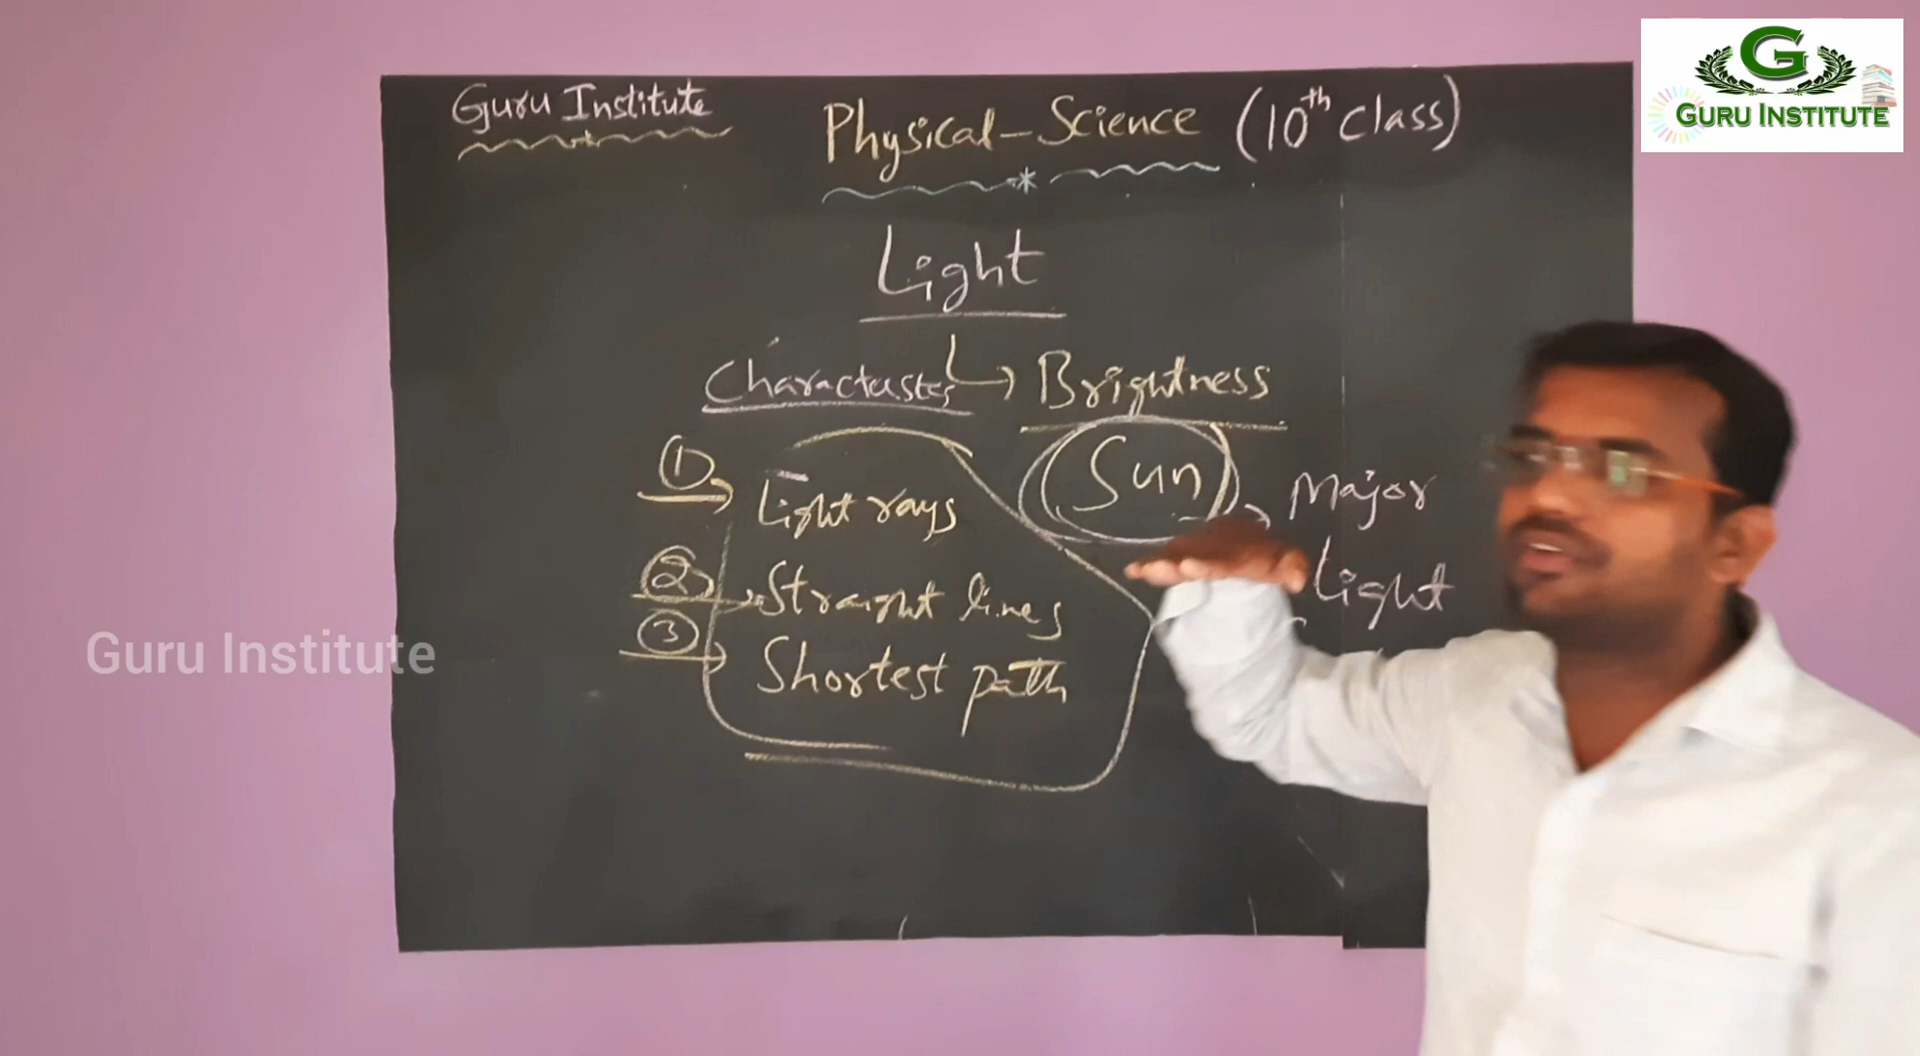 Guru Institute
Physical-Science (10th class)
G
GURU INSTITUTE
Light
Charactustes
Brightness
Sun
Major
Light
1 Light rays
2 Straight lines
3 Shortest path
Guru Institute